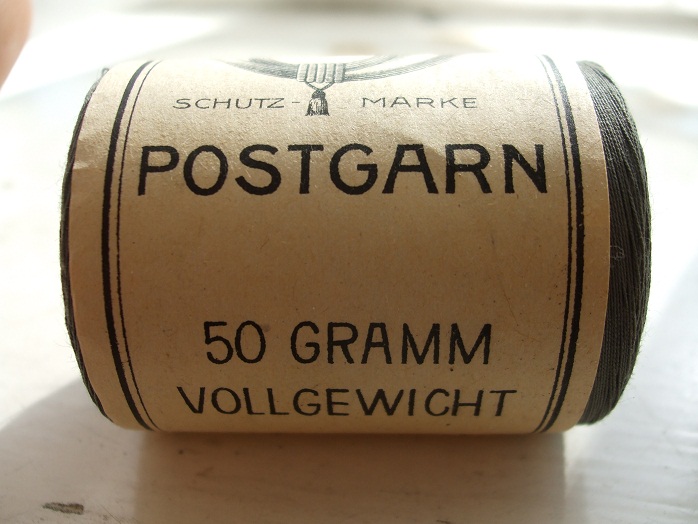 SCHUTZ- MARKE
POSTGARN
50 GRAMM
VOLLGEWICHT